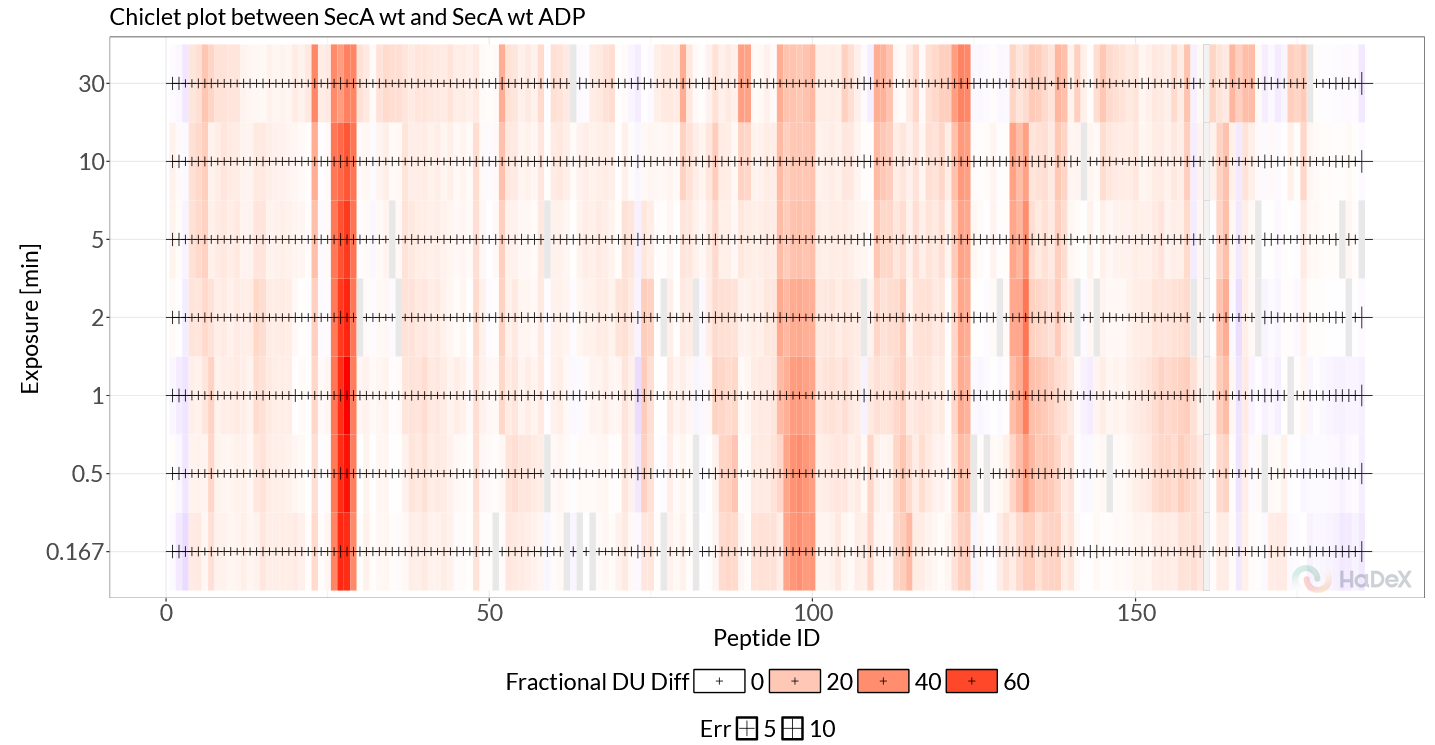 Chiclet plot between SecA wt and SecA wt ADP
Exposure [min]
30
10
5
2
1
0.5
0.167
HaDeX
0 50 100 150
Peptide ID
Fractional DU Diff 0 20 40 60
Err 5 10